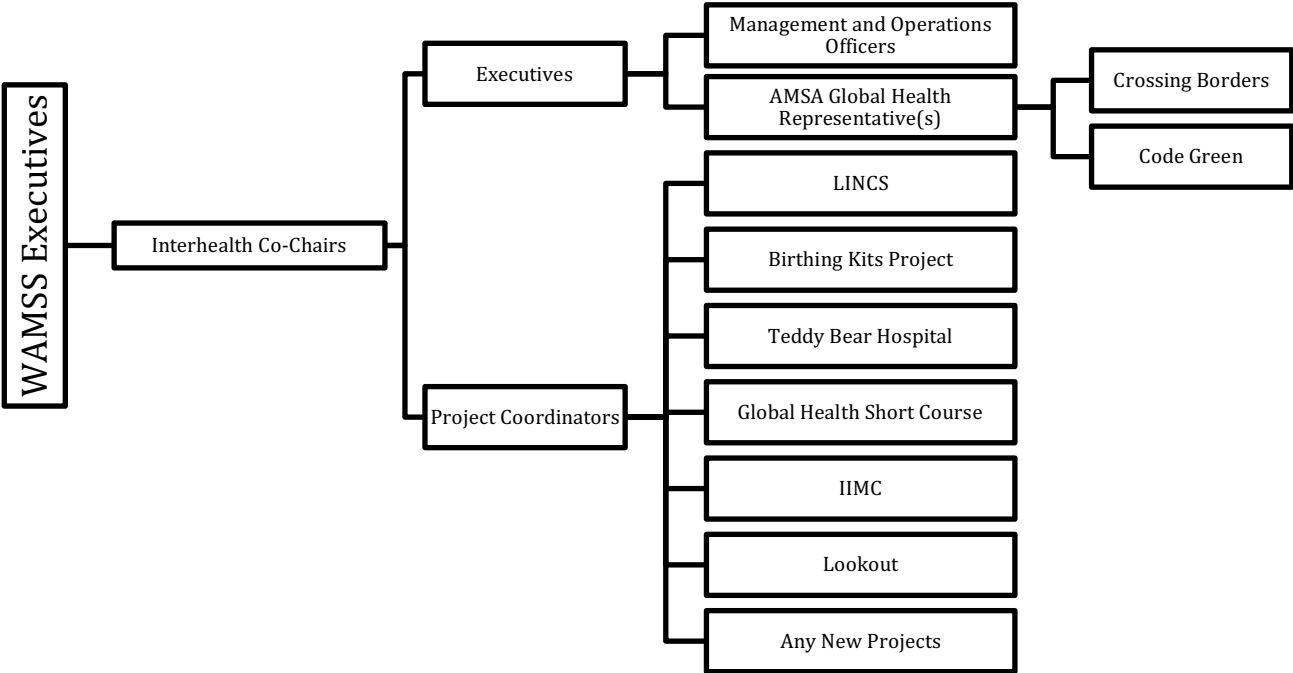 WAMSS Executives
Interhealth Co-Chairs
Executives
Management and Operations
Officers
AMSA Global Health
Representative(s)
Crossing Borders
Code Green
Project Coordinators
LINCS
Birthing Kits Project
Teddy Bear Hospital
Global Health Short Course
IIMC
Lookout
Any New Projects